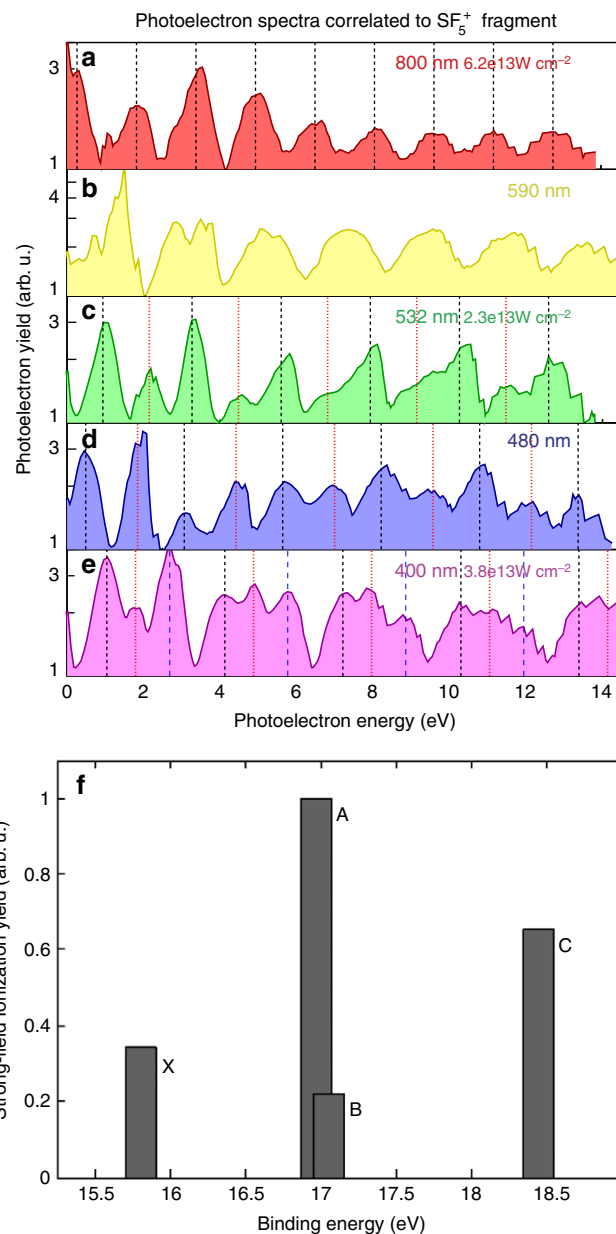 Photoelectron spectra correlated to SF₅⁺ fragment
a
800 nm 6.2e13W cm⁻²
3
1
b
590 nm
4
1
c
532 nm 2.3e13W cm⁻²
3
1
d
480 nm
3
1
e
400 nm 3.8e13W cm⁻²
3
1
0 2 4 6 8 10 12 14
Photoelectron energy (eV)
Photoelectron yield (arb. u.)
f
1
0.8
0.6
0.4
0.2
0
A
C
X
B
15.5 16 16.5 17 17.5 18 18.5
Binding energy (eV)
Strong-field ionization yield (arb. u.)